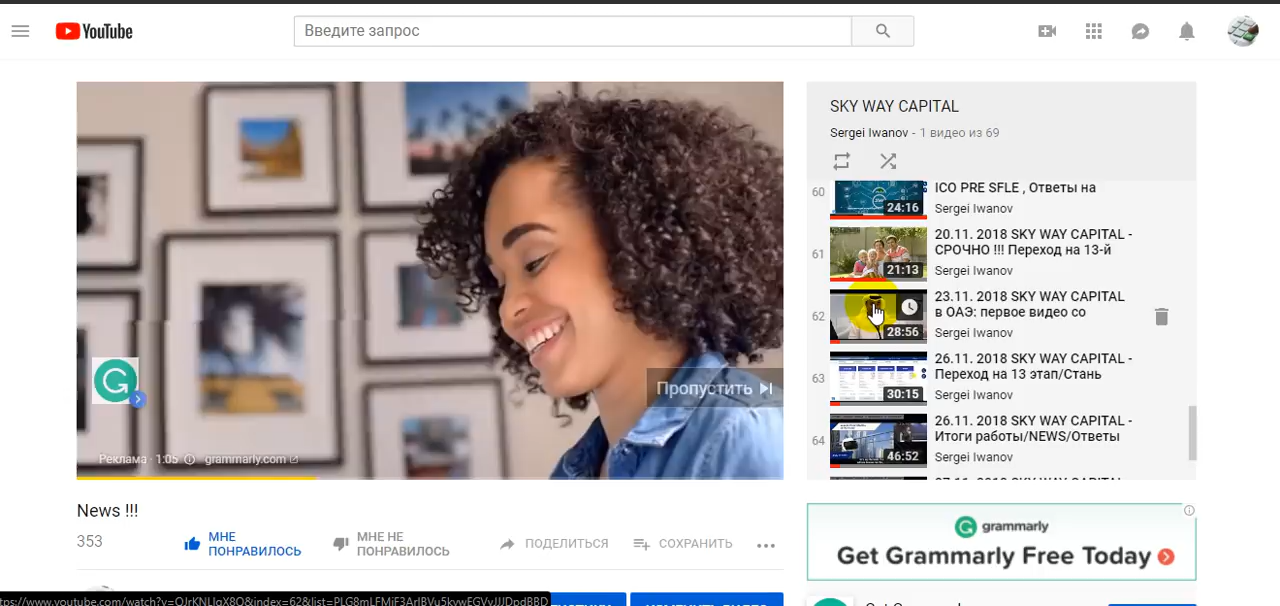 YouTube
Введите запрос
Пропустить
Реклама · 1:05
grammarly.com
SKY WAY CAPITAL
Sergei Iwanov - 1 видео из 69
60
24:16
ICO PRE SFLE , Ответы на
Sergei Iwanov
61
21:13
20.11. 2018 SKY WAY CAPITAL -
СРОЧНО !!! Переход на 13-й
Sergei Iwanov
62
28:56
23.11. 2018 SKY WAY CAPITAL
в ОАЭ: первое видео со
Sergei Iwanov
63
30:15
26.11. 2018 SKY WAY CAPITAL -
Переход на 13 этап/Стань
Sergei Iwanov
64
46:52
26.11. 2018 SKY WAY CAPITAL -
Итоги работы/NEWS/Ответы
Sergei Iwanov
News !!!
353
МНЕ
ПОНРАВИЛОСЬ
МНЕ НЕ
ПОНРАВИЛОСЬ
ПОДЕЛИТЬСЯ
СОХРАНИТЬ
grammarly
Get Grammarly Free Today